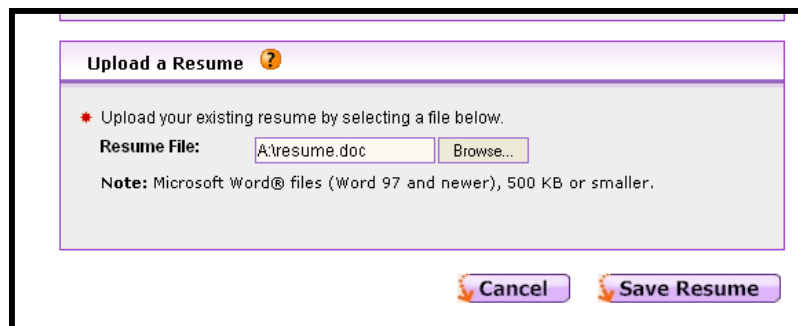 Upload a Resume ?
Upload your existing resume by selecting a file below.
Resume File: A:\resume.doc Browse...
Note: Microsoft Word® files (Word 97 and newer), 500 KB or smaller.
Cancel Save Resume